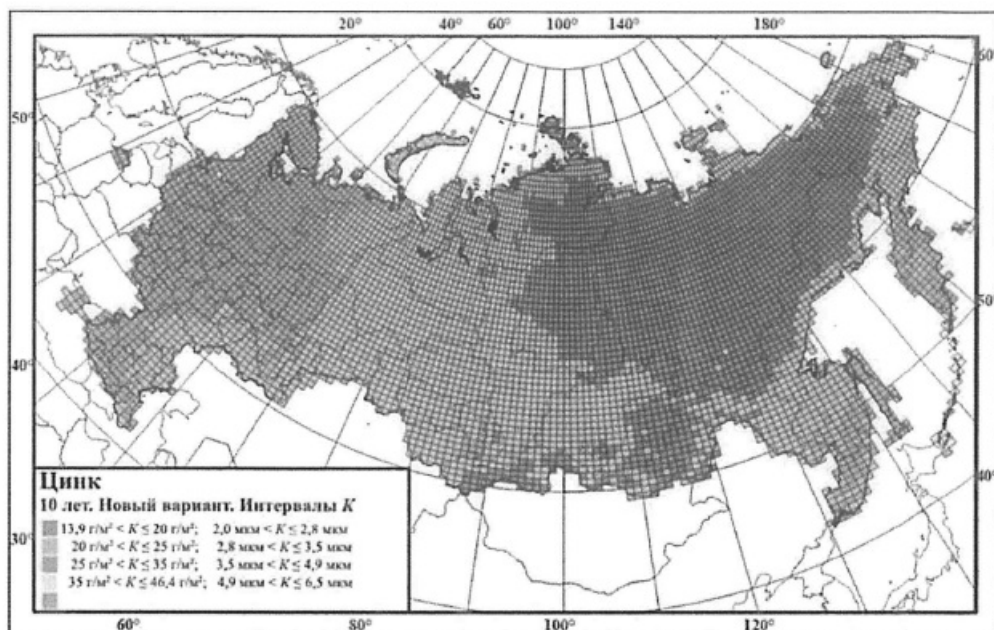 20° 40° 60° 100° 140° 180°
60°
50°
50°
40°
40°
30°
Цинк
10 лет. Новый вариант. Интервалы K
13,9 г/м² < K ≤ 20 г/м²; 2,0 мкм < K ≤ 2,8 мкм
20 г/м² < K ≤ 25 г/м²; 2,8 мкм < K ≤ 3,5 мкм
25 г/м² < K ≤ 35 г/м²; 3,5 мкм < K ≤ 4,9 мкм
35 г/м² < K ≤ 46,4 г/м²; 4,9 мкм < K ≤ 6,5 мкм
60° 80° 100° 120°